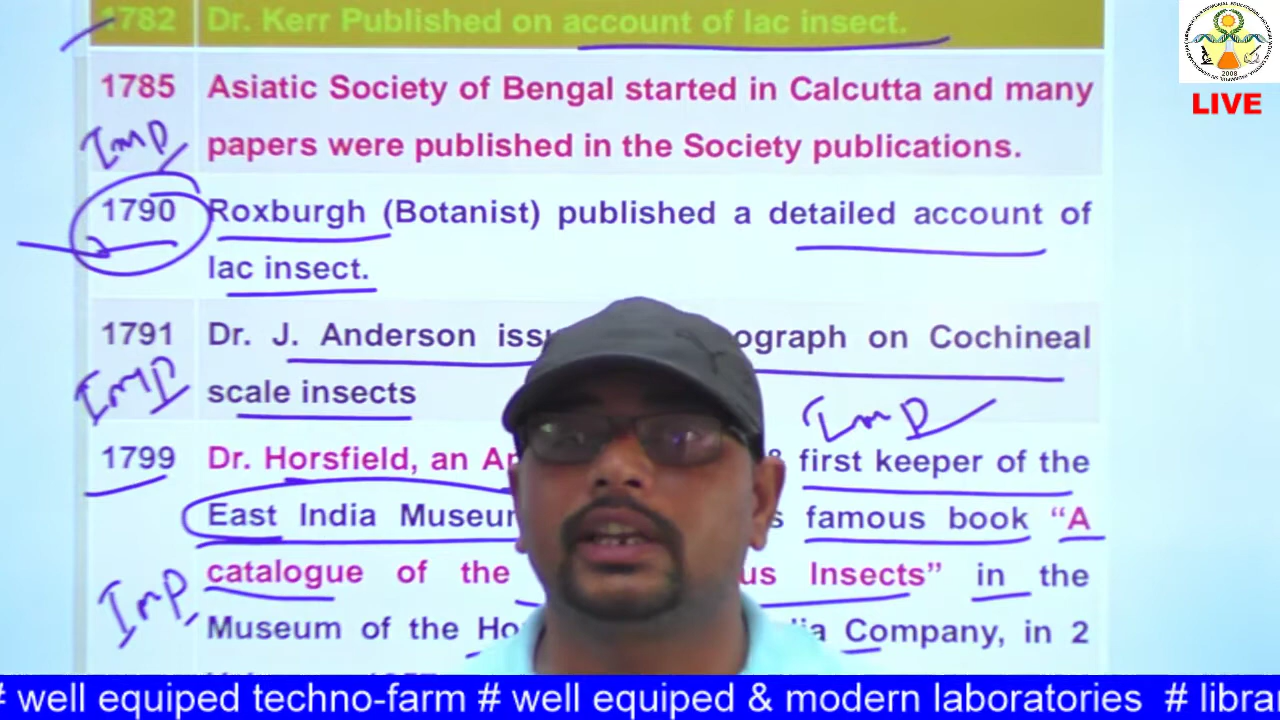 1782 Dr. Kerr Published on account of lac insect.
LIVE
1785 Asiatic Society of Bengal started in Calcutta and many
papers were published in the Society publications.
Imp
1790 Roxburgh (Botanist) published a detailed account of
lac insect.
1791 Dr. J. Anderson ograph on Cochineal
scale insects
Imp
Imp
1799 Dr. Horsfield, an & first keeper of the
East India famous book “A
catalogue of the Insects” in the
Imp
Museum of the Company, in 2
# well equiped techno-farm # well equiped & modern laboratories # librar